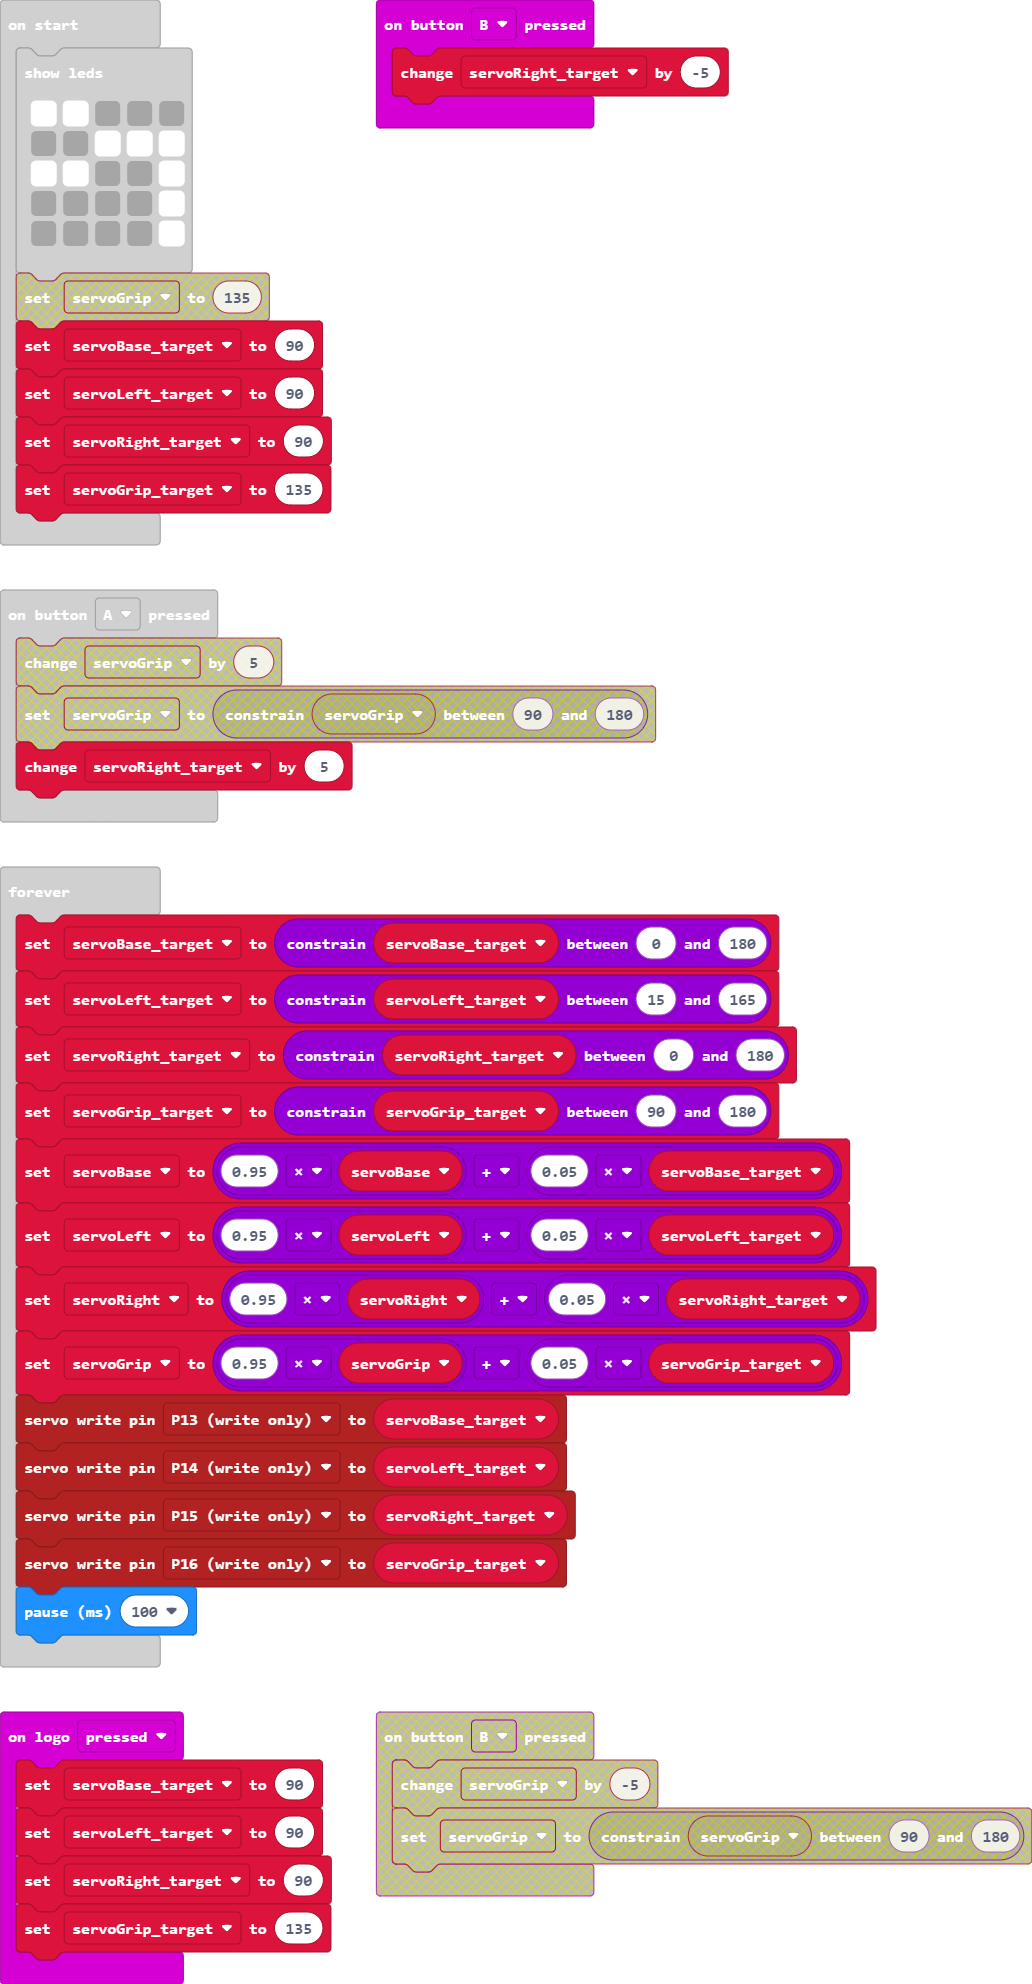 on start
show leds
set servoGrip to 135
set servoBase_target to 90
set servoLeft_target to 90
set servoRight_target to 90
set servoGrip_target to 135
on button B pressed
change servoRight_target by -5
on button A pressed
change servoGrip by 5
set servoGrip to constrain servoGrip between 90 and 180
change servoRight_target by 5
forever
set servoBase_target to constrain servoBase_target between 0 and 180
set servoLeft_target to constrain servoLeft_target between 15 and 165
set servoRight_target to constrain servoRight_target between 0 and 180
set servoGrip_target to constrain servoGrip_target between 90 and 180
set servoBase to 0.95 × servoBase + 0.05 × servoBase_target
set servoLeft to 0.95 × servoLeft + 0.05 × servoLeft_target
set servoRight to 0.95 × servoRight + 0.05 × servoRight_target
set servoGrip to 0.95 × servoGrip + 0.05 × servoGrip_target
servo write pin P13 (write only) to servoBase_target
servo write pin P14 (write only) to servoLeft_target
servo write pin P15 (write only) to servoRight_target
servo write pin P16 (write only) to servoGrip_target
pause (ms) 100
on logo pressed
set servoBase_target to 90
set servoLeft_target to 90
set servoRight_target to 90
set servoGrip_target to 135
on button B pressed
change servoGrip by -5
set servoGrip to constrain servoGrip between 90 and 180